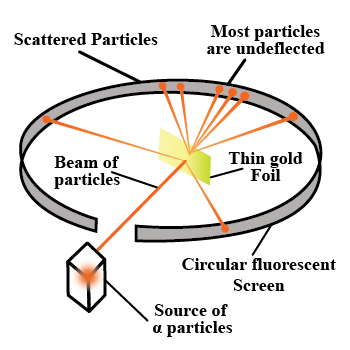 Scattered Particles
Most particles
are undeflected
Beam of
particles
Thin gold
Foil
Circular fluorescent
Screen
Source of
α particles